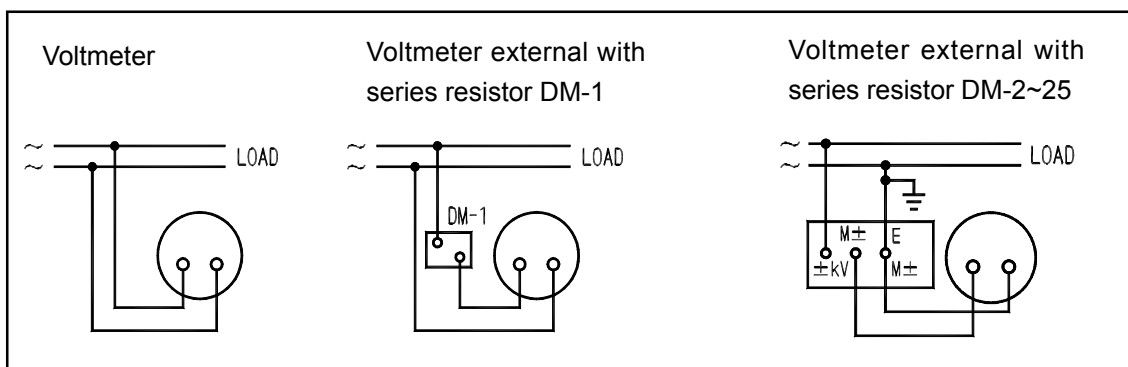 Voltmeter
~
~
LOAD
Voltmeter external with
series resistor DM-1
~
~
LOAD
DM-1
Voltmeter external with
series resistor DM-2~25
~
~
LOAD
M± E
±kV M±